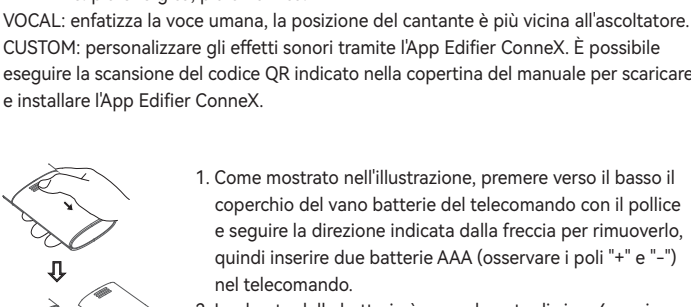 VOCAL: enfatizza la voce umana, la posizione del cantante è più vicina all'ascoltatore.
CUSTOM: personalizzare gli effetti sonori tramite l'App Edifier ConneX. È possibile
eseguire la scansione del codice QR indicato nella copertina del manuale per scaricare
e installare l'App Edifier ConneX.
1. Come mostrato nell'illustrazione, premere verso il basso il
coperchio del vano batterie del telecomando con il pollice
e seguire la direzione indicata dalla freccia per rimuoverlo,
quindi inserire due batterie AAA (osservare i poli "+" e "-")
nel telecomando.